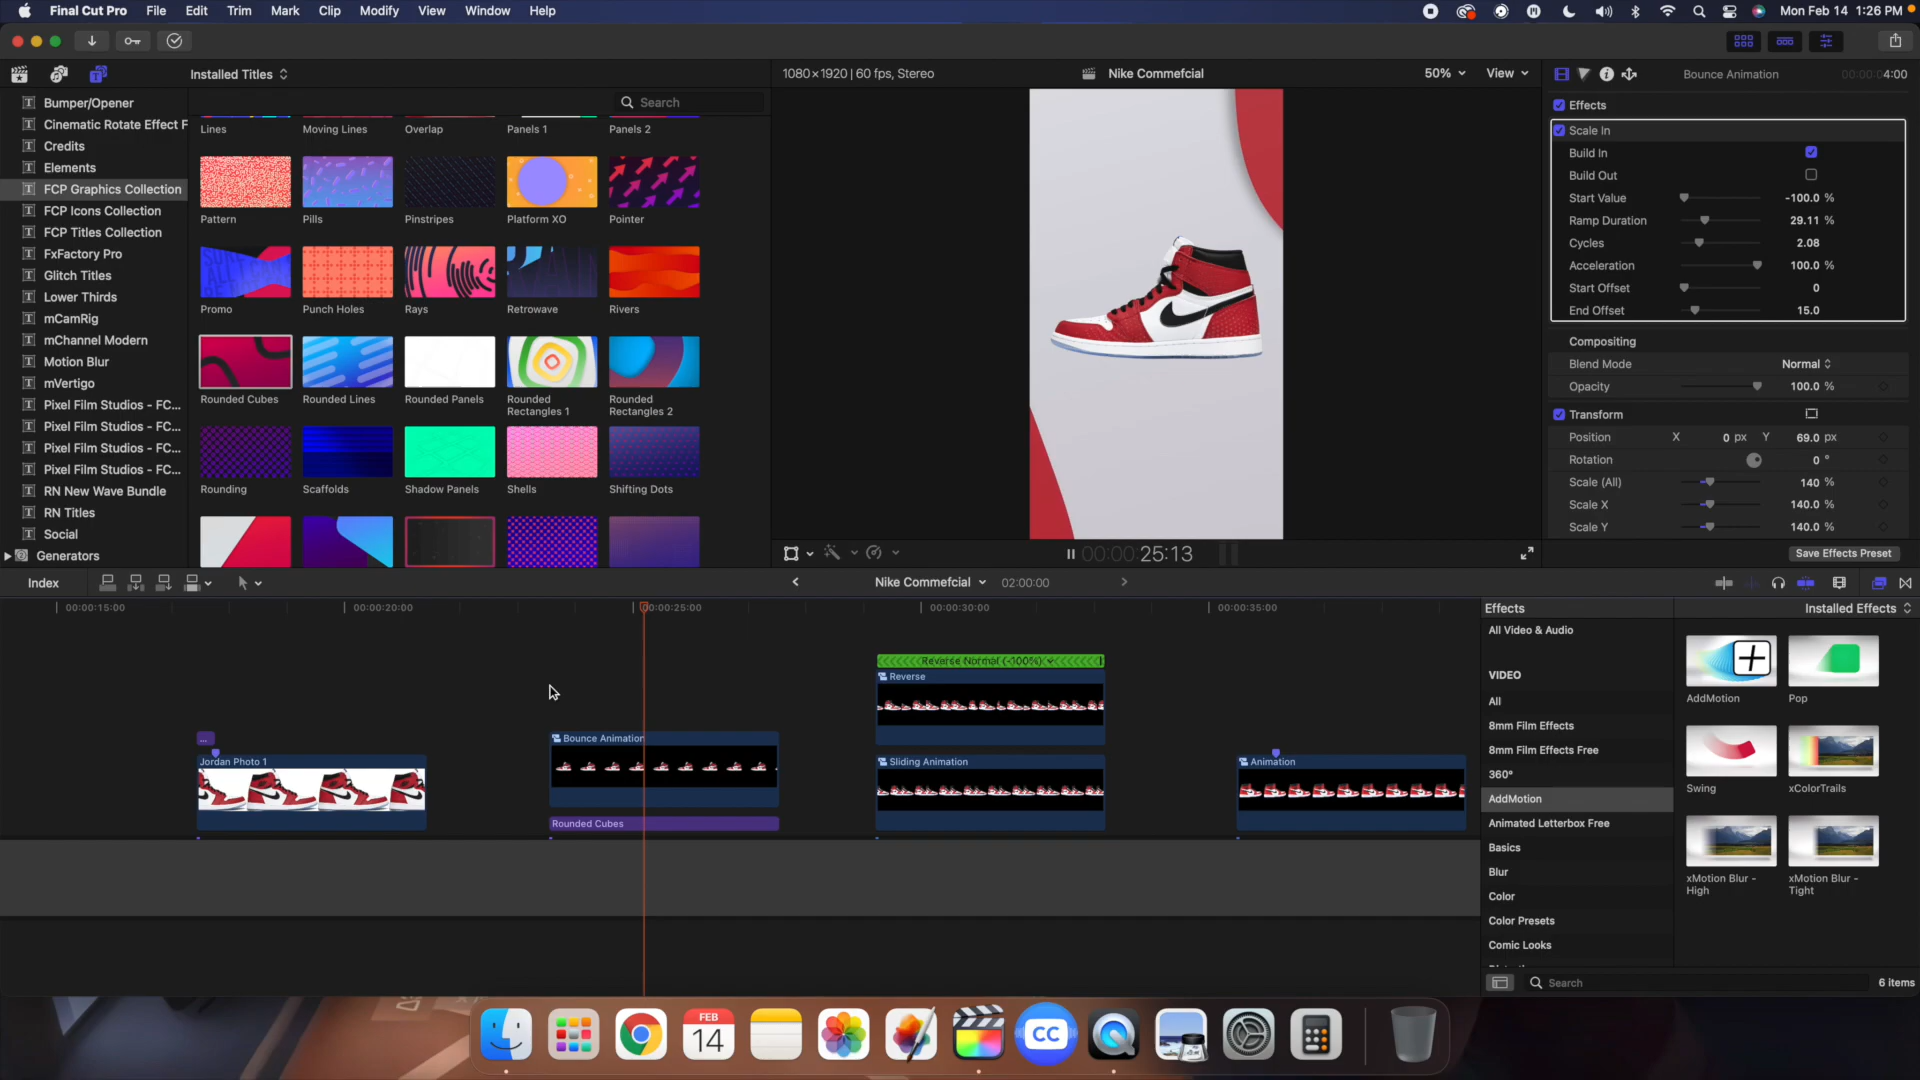 Final Cut Pro File Edit Trim Mark Clip Modify View Window Help
Mon Feb 14 1:26 PM
Installed Titles
1080×1920 | 60 fps, Stereo
Nike Commefcial
50%
View
Bounce Animation
00:00:04:00
Bumper/Opener
Cinematic Rotate Effect F
Credits
Elements
FCP Graphics Collection
FCP Icons Collection
FCP Titles Collection
FxFactory Pro
Glitch Titles
Lower Thirds
mCamRig
mChannel Modern
Motion Blur
mVertigo
Pixel Film Studios - FC...
Pixel Film Studios - FC...
Pixel Film Studios - FC...
Pixel Film Studios - FC...
RN New Wave Bundle
RN Titles
Social
Generators
Search
Lines Moving Lines Overlap Panels 1 Panels 2
Pattern Pills Pinstripes Platform XO Pointer
Promo Punch Holes Rays Retrowave Rivers
Rounded Cubes Rounded Lines Rounded Panels Rounded Rectangles 1 Rounded Rectangles 2
Rounding Scaffolds Shadow Panels Shells Shifting Dots
Effects
Scale In
Build In
Build Out
Start Value -100.0 %
Ramp Duration 29.11 %
Cycles 2.08
Acceleration 100.0 %
Start Offset 0
End Offset 15.0
Compositing
Blend Mode Normal
Opacity 100.0 %
Transform
Position X 0 px Y 69.0 px
Rotation 0 °
Scale (All) 140 %
Scale X 140.0 %
Scale Y 140.0 %
Save Effects Preset
00:00:25:13
Index
Nike Commefcial
02:00:00
00:00:15:00
00:00:20:00
00:00:25:00
00:00:30:00
00:00:35:00
Reverse Normal (-100%)
Reverse
...
Jordan Photo 1
Bounce Animation
Rounded Cubes
Sliding Animation
Animation
Effects
Installed Effects
All Video & Audio
VIDEO
All
8mm Film Effects
8mm Film Effects Free
360°
AddMotion
Animated Letterbox Free
Basics
Blur
Color
Color Presets
Comic Looks
AddMotion
Pop
Swing
xColorTrails
xMotion Blur - High
xMotion Blur - Tight
Search
6 items
FEB
14
CC